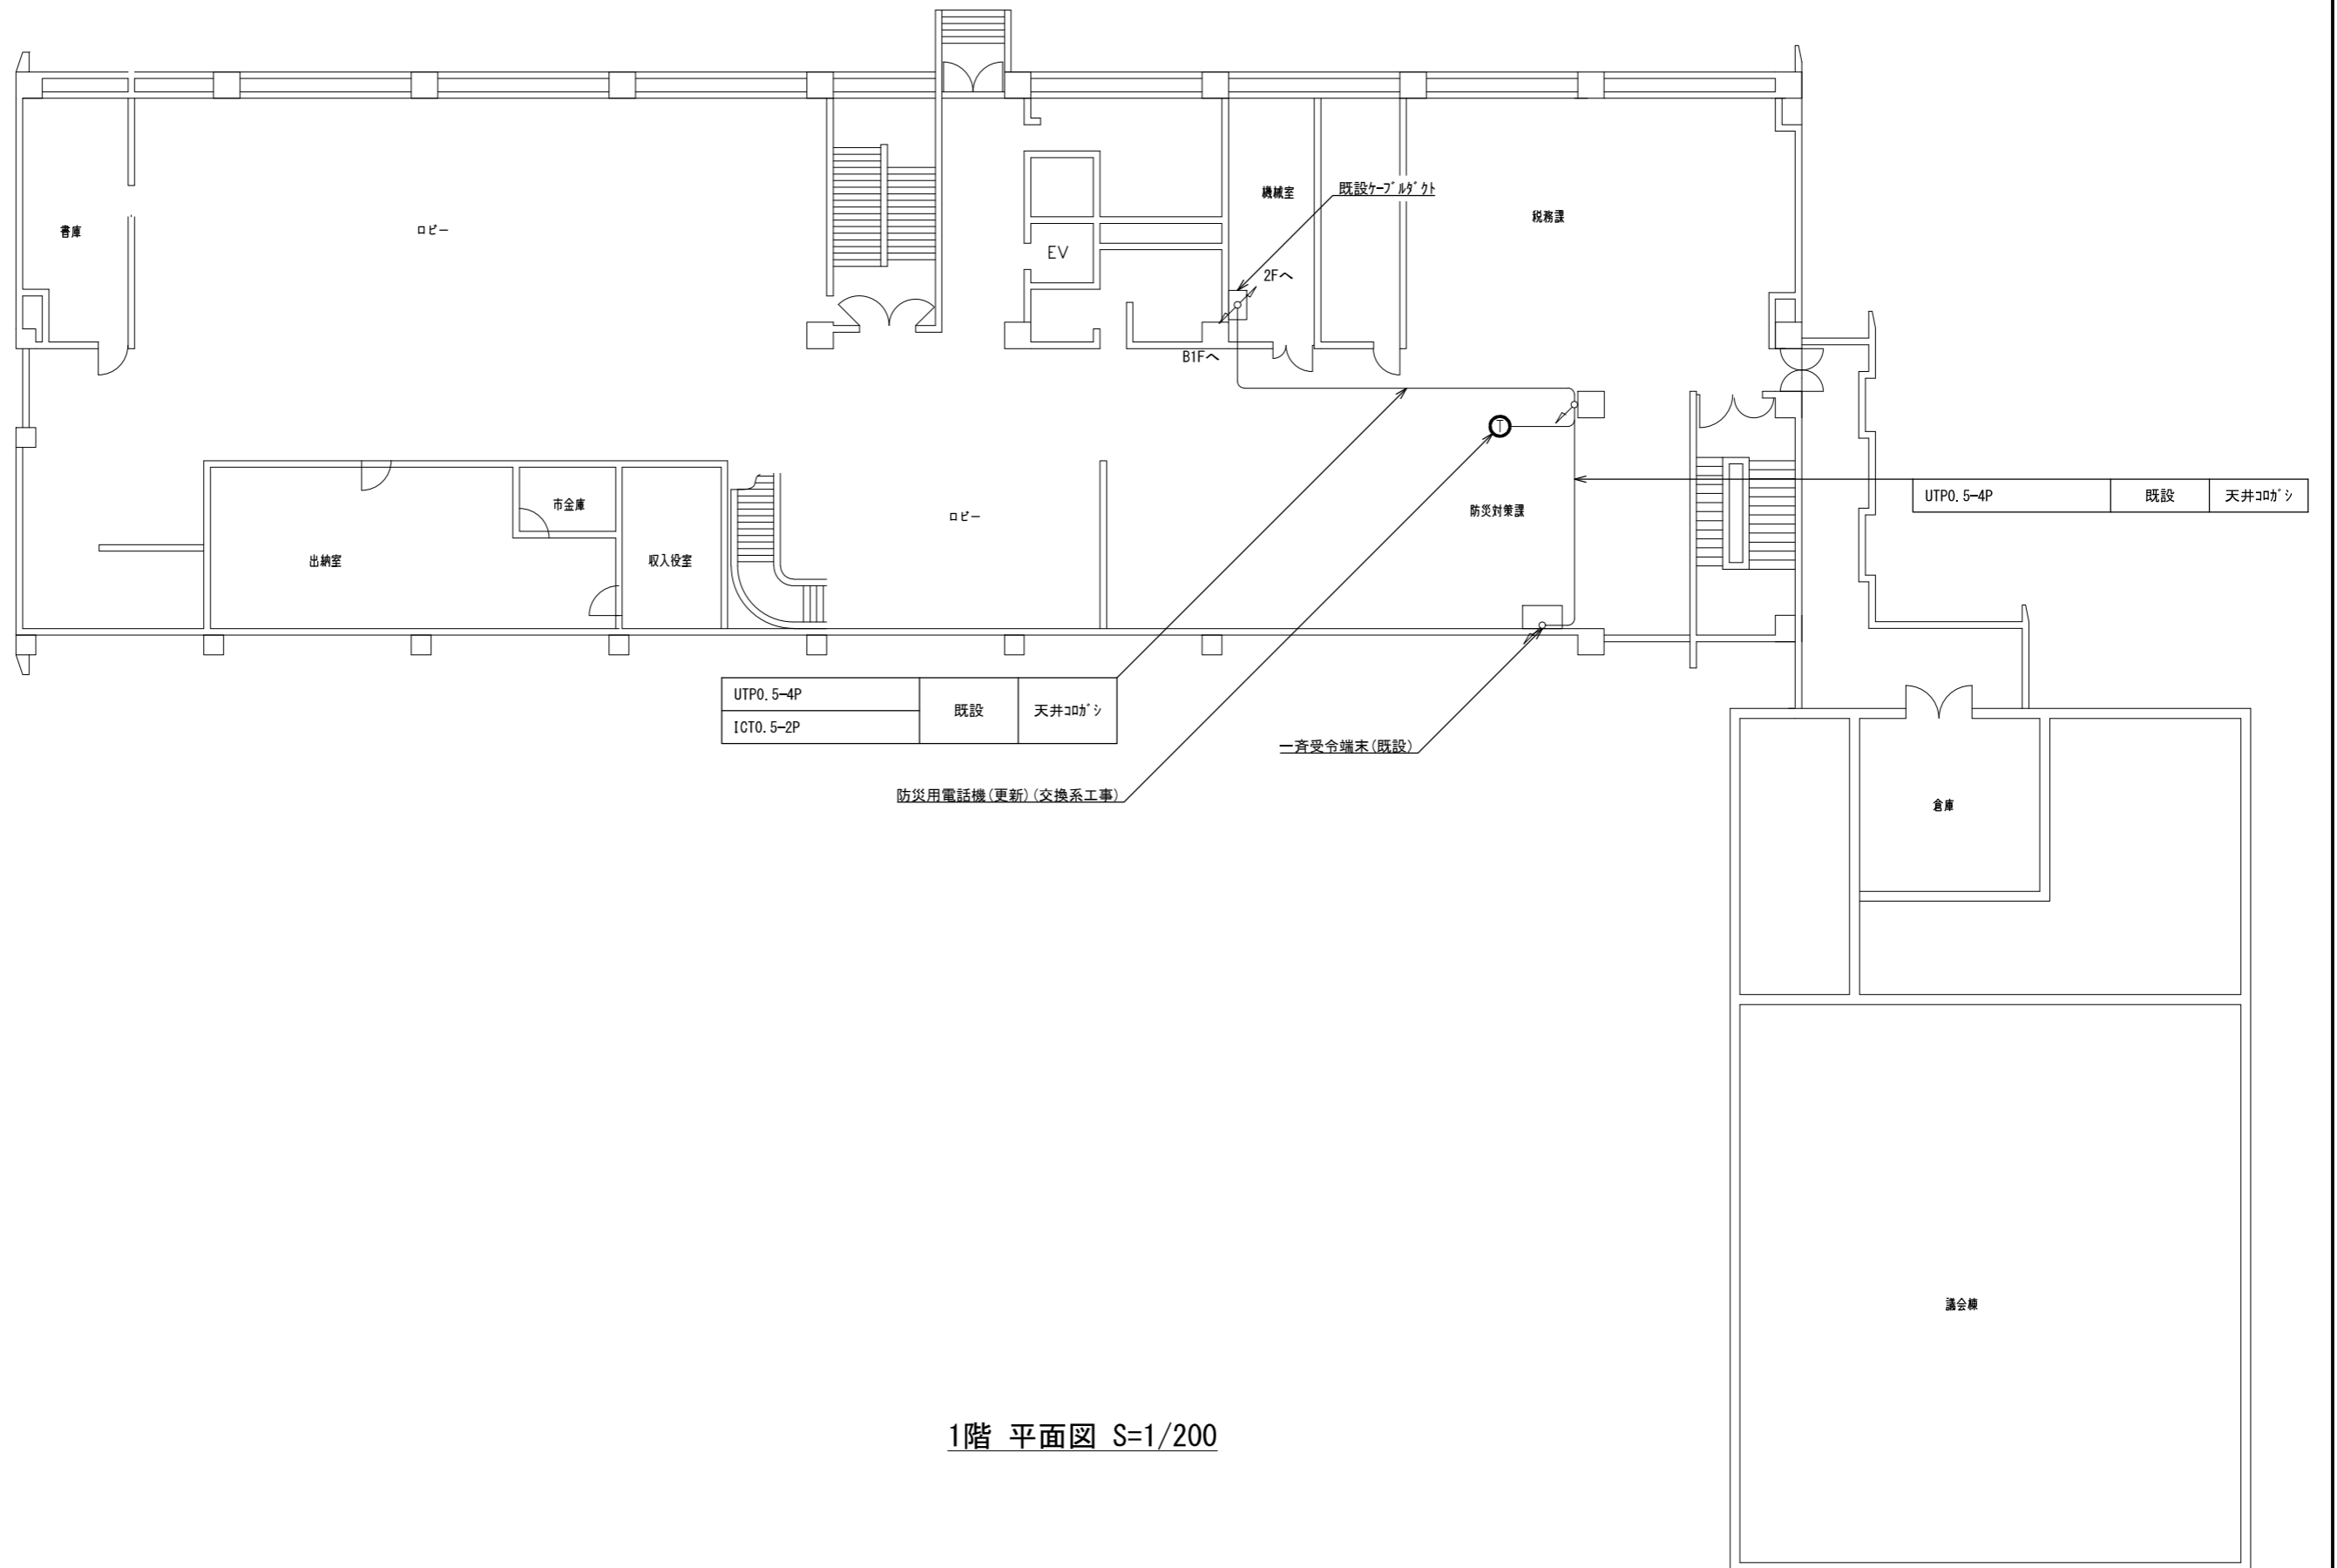 機械室
既設ｹｰﾌﾞﾙﾀﾞｸﾄ
税務課
書庫
ロビー
EV
2Fへ
B1Fへ
T
市金庫
出納室
収入役室
ロビー
防災対策課
UTP0.5-4P 既設 天井ｺﾛｶﾞｼ
UTP0.5-4P
ICT0.5-2P
既設 天井ｺﾛｶﾞｼ
一斉受令端末(既設)
防災用電話機(更新)(交換系工事)
倉庫
議会棟
1階 平面図 S=1/200